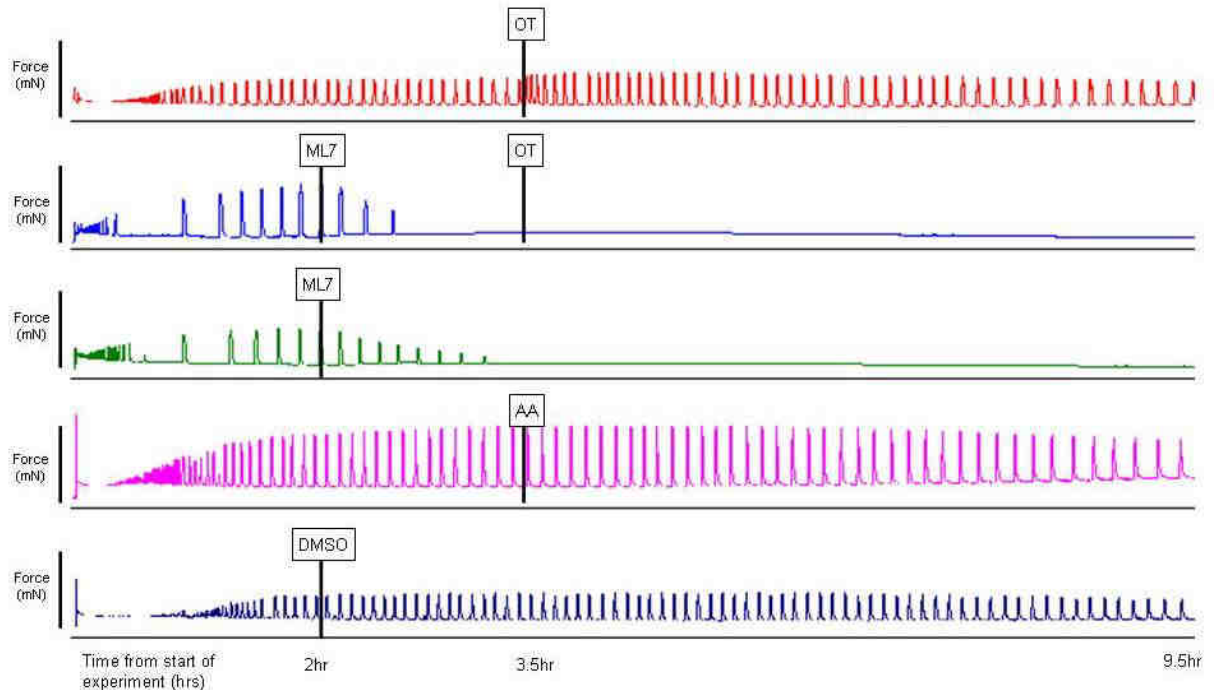 OT
Force
(mN)
ML7
OT
Force
(mN)
ML7
Force
(mN)
AA
Force
(mN)
DMSO
Force
(mN)
Time from start of
experiment (hrs)
2hr
3.5hr
9.5hr